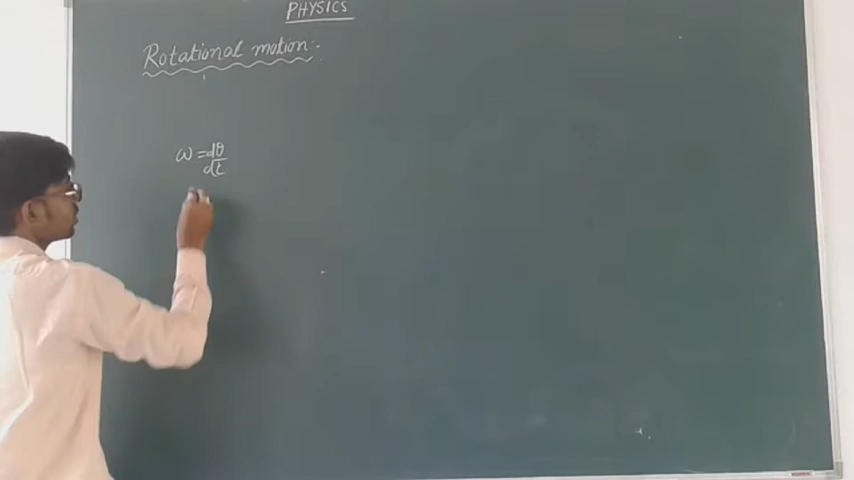 PHYSICS
Rotational motion:-
ω = dθ
dt